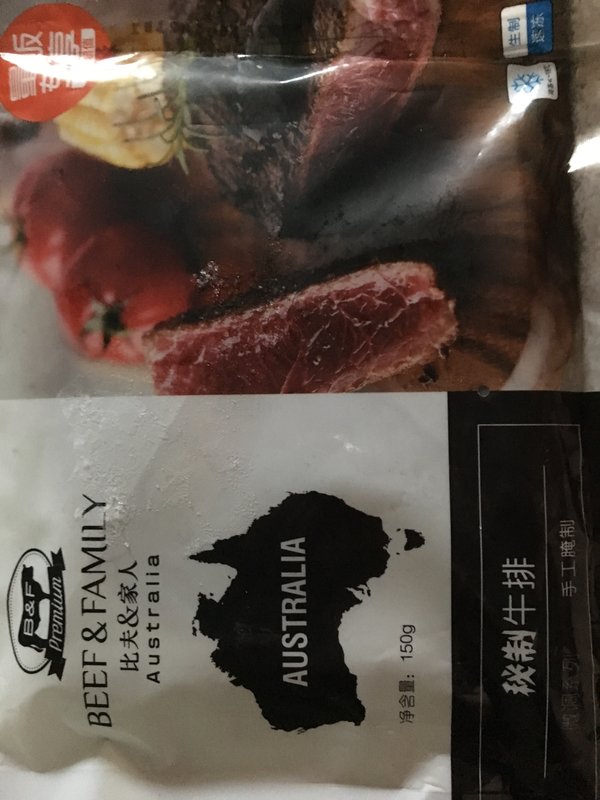 B&F
Premium
BEEF & FAMILY
比夫&家人
Australia
AUSTRALIA
净含量：150g
秘制牛排
手工腌制
生制
速冻